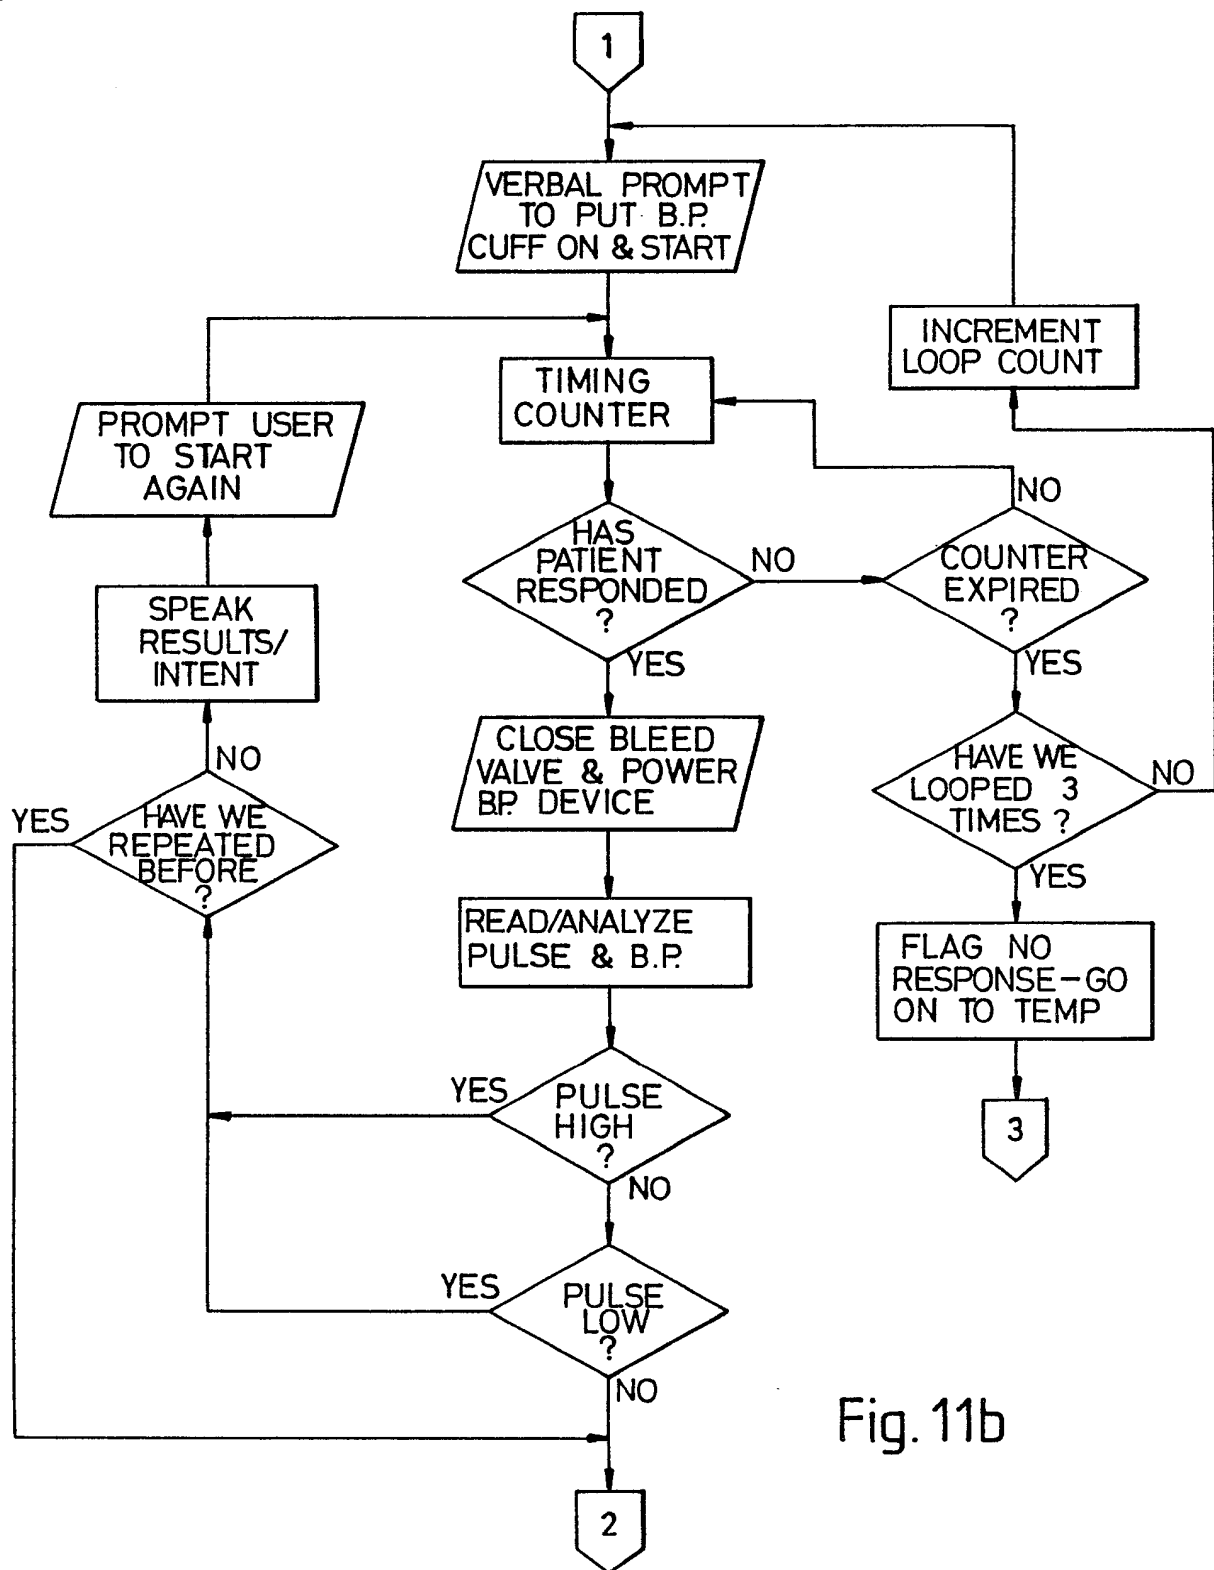 1
VERBAL PROMPT
TO PUT B.P.
CUFF ON & START
INCREMENT
LOOP COUNT
TIMING
COUNTER
PROMPT USER
TO START
AGAIN
NO
HAS
PATIENT
RESPONDED
?
NO
COUNTER
EXPIRED
?
SPEAK
RESULTS/
INTENT
YES
YES
CLOSE BLEED
VALVE & POWER
B.P. DEVICE
HAVE WE
LOOPED 3
TIMES ?
NO
NO
YES
HAVE WE
REPEATED
BEFORE
?
YES
READ/ANALYZE
PULSE & B.P.
FLAG NO
RESPONSE-GO
ON TO TEMP
YES
PULSE
HIGH
?
3
NO
YES
PULSE
LOW
?
NO
Fig. 11b
2